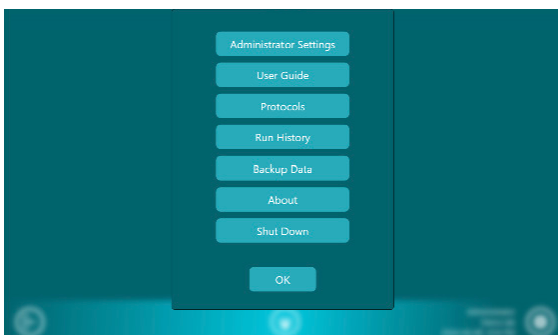 Administrator Settings
User Guide
Protocols
Run History
Backup Data
About
Shut Down
OK